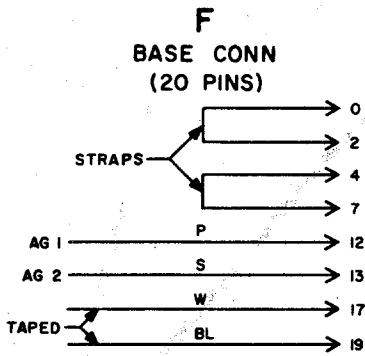 F
BASE CONN
(20 PINS)
0
2
STRAPS
4
7
AG 1 P 12
AG 2 S 13
W 17
TAPED
BL 19